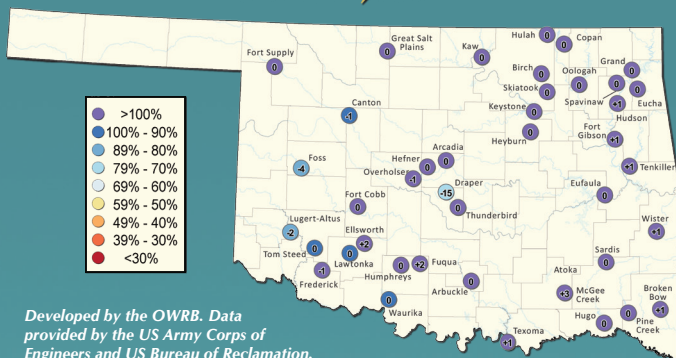 Hulah
0
Copan
0
Great Salt
Plains
0
Kaw
0
Fort Supply
0
Birch
0
Oologah
0
Grand
0
Skiatook
0
Spavinaw
0
Eucha
0
+1
Hudson
Keystone
0
Canton
-1
Heyburn
0
Fort
Gibson
+1
Tenkiller
+1
>100%
100% - 90%
89% - 80%
79% - 70%
69% - 60%
59% - 50%
49% - 40%
39% - 30%
<30%
Foss
-4
Arcadia
0
Hefner
0
Overholser
-1
Draper
-15
Thunderbird
0
Eufaula
0
Fort Cobb
0
Lugert-Altus
-2
Ellsworth
+2
Wister
+1
Tom Steed
0
Lawtonka
0
Frederick
-1
Humphreys
0
Fuqua
+2
Sardis
0
Arbuckle
0
Atoka
McGee
Creek
+3
Broken
Bow
+1
Waurika
0
Hugo
0
Pine
Creek
0
Texoma
+1
Developed by the OWRB. Data
provided by the US Army Corps of
Engineers and US Bureau of Reclamation.